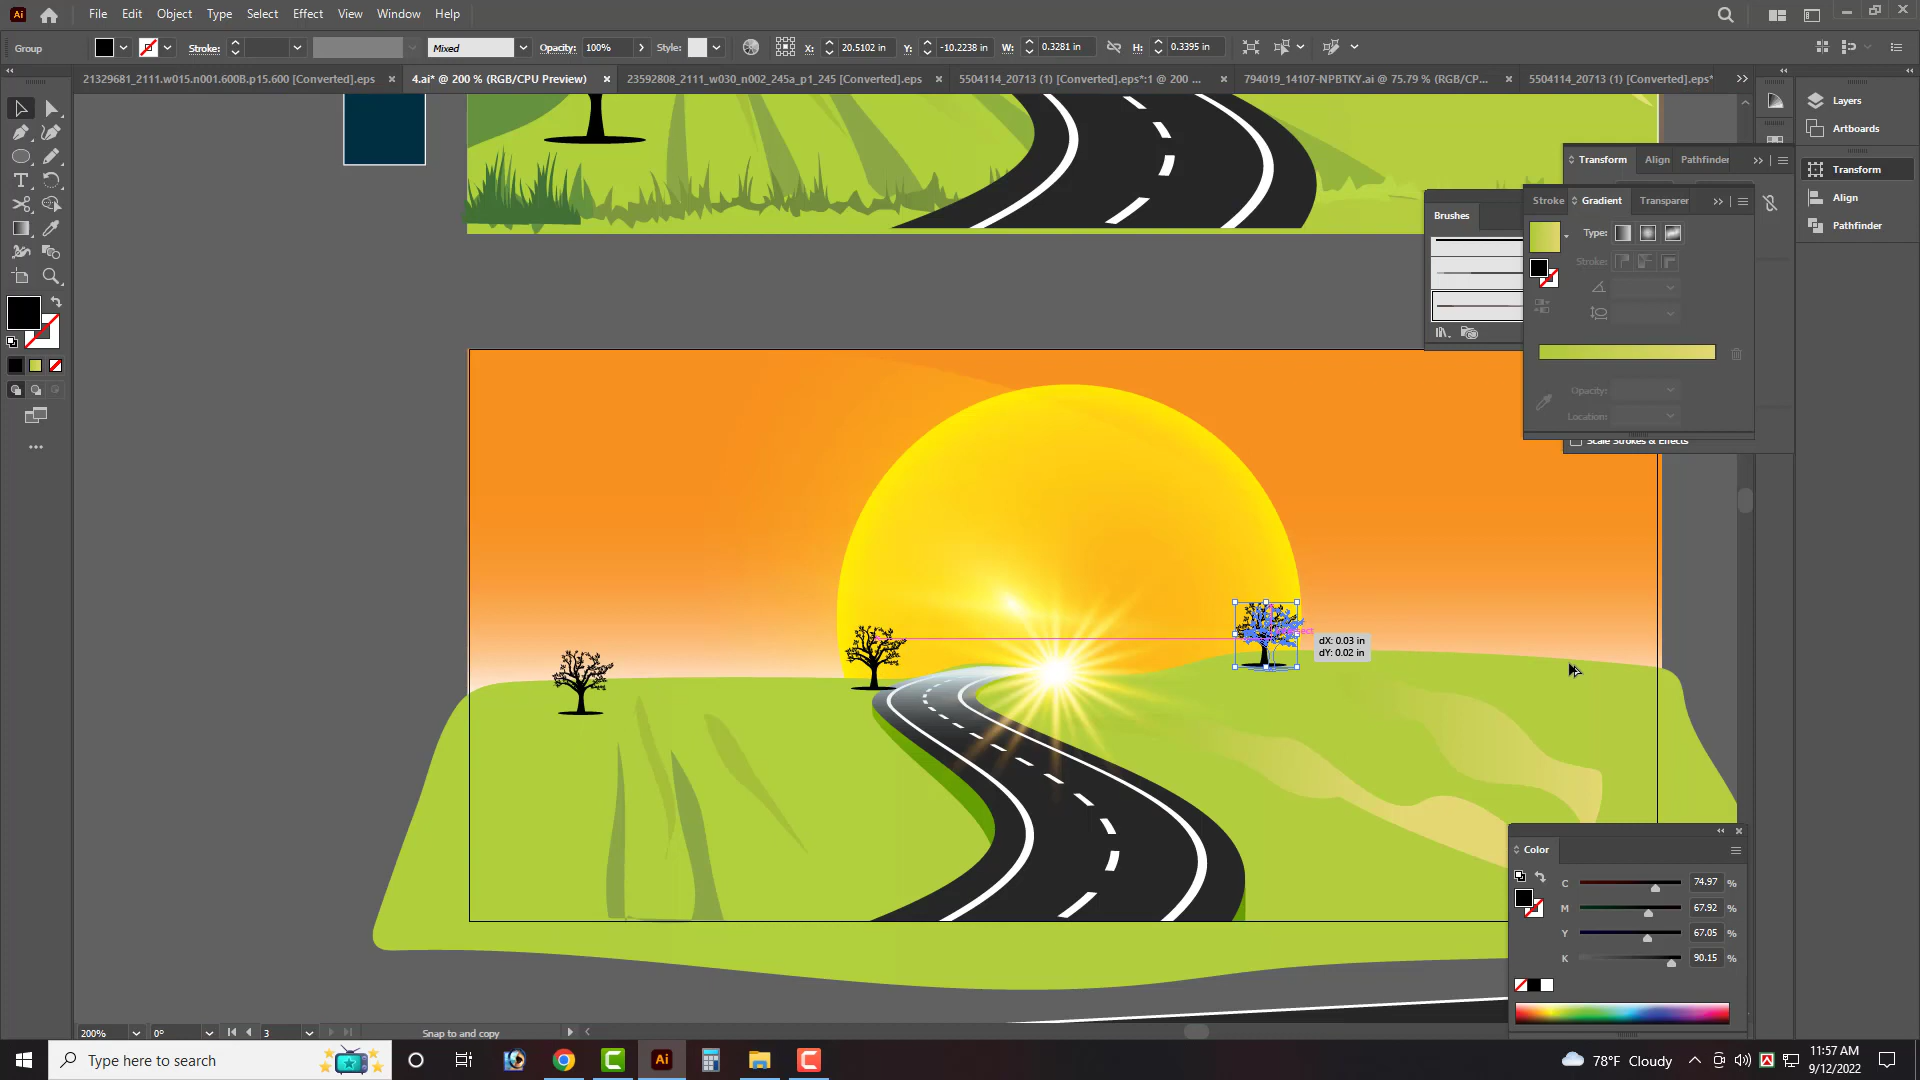 Ai File Edit Object Type Select Effect View Window Help
Group Stroke: Mixed Opacity: 100% Style: X: 20.5102 in Y: -10.2238 in W: 0.3281 in H: 0.3395 in
21329681_2111.w015.n001.600B.p15.600 [Converted].eps × 4.ai* @ 200 % (RGB/CPU Preview) × 23592808_2111_w030_n002_245a_p1_245 [Converted].eps × 5504114_20713 (1) [Converted].eps*:1 @ 200 ... × 794019_14107-NPBTKY.ai @ 75.79 % (RGB/CP... × 5504114_20713 (1) [Converted].eps*
Layers
Artboards
Transform Align Pathfinder
Transform
Align
Pathfinder
Stroke Gradient Transparer
Brushes
Type:
Stroke:
Opacity:
Location:
Scale Strokes & Effects
dX: 0.03 in
dY: 0.02 in
Color
C 74.97 %
M 67.92 %
Y 67.05 %
K 90.15 %
200% 0° 3 Snap to and copy
Type here to search
Ai
78°F Cloudy
11:57 AM
9/12/2022